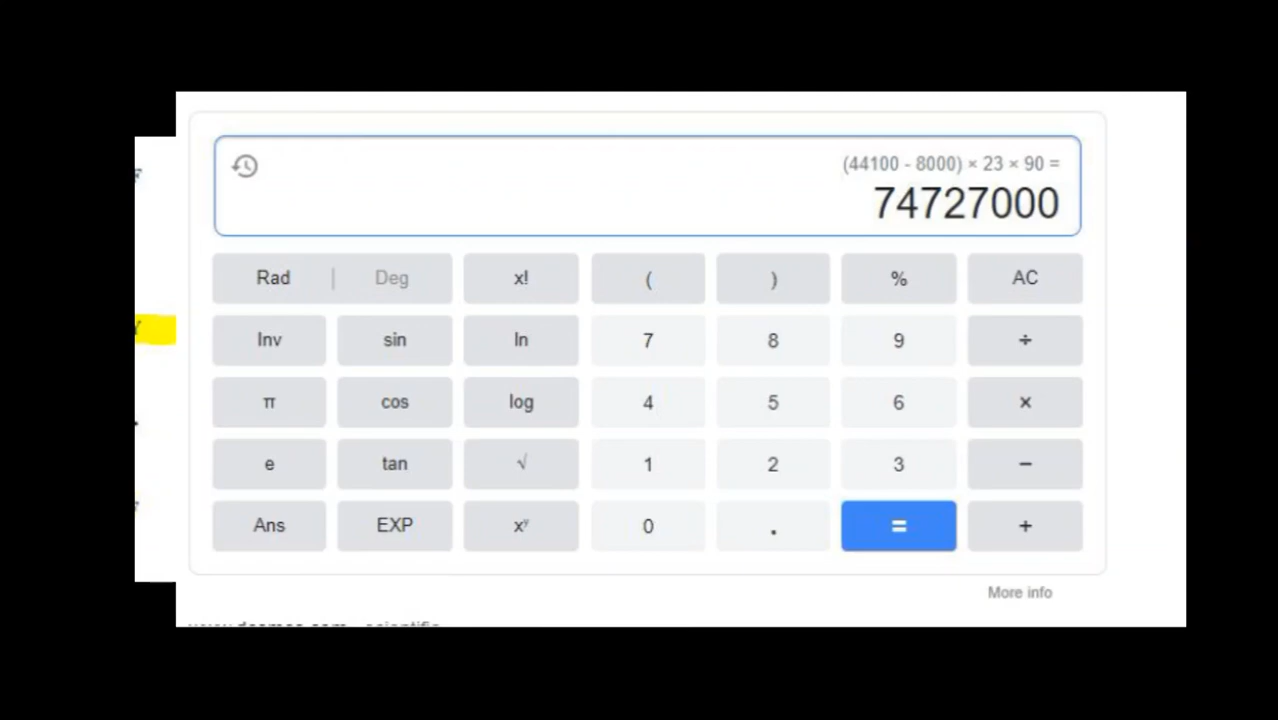 (44100 - 8000) × 23 × 90 =
74727000
Rad | Deg x! ( ) % AC
Inv sin ln 7 8 9 ÷
π cos log 4 5 6 ×
e tan √ 1 2 3 −
Ans EXP xʸ 0 . = +
More info